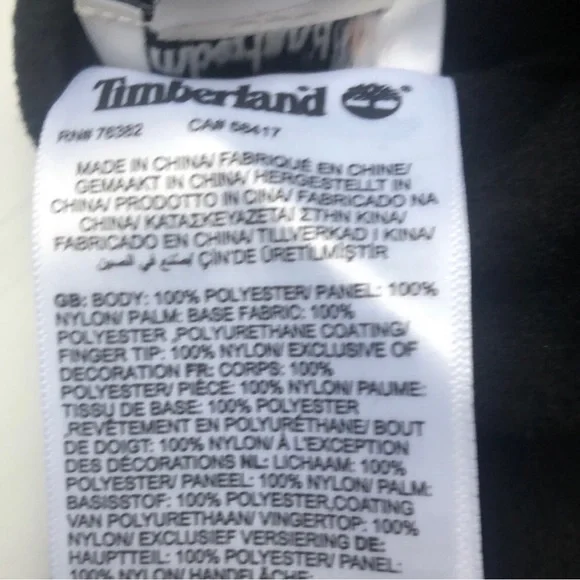 Timberland
RN# 76382 CA# 56417
MADE IN CHINA/ FABRIQUÉ EN CHINE/
GEMAAKT IN CHINA/ HERGESTELLT IN
CHINA/ PRODOTTO IN CINA/ FABRICADO NA
CHINA/ ΚΑΤΑΣΚΕΥΑΖΕΤΑΙ ΣΤΗΝ ΚΙΝΑ/
FABRICADO EN CHINA/ TILLVERKAD I KINA/
صنع في الصين/ ÇİN'DE ÜRETİLMİŞTİR
GB: BODY: 100% POLYESTER/ PANEL: 100%
NYLON/ PALM: BASE FABRIC: 100%
POLYESTER ,POLYURETHANE COATING/
FINGER TIP: 100% NYLON/ EXCLUSIVE OF
DECORATION FR: CORPS: 100%
POLYESTER/ PIÈCE: 100% NYLON/ PAUME:
TISSU DE BASE: 100% POLYESTER
,REVÊTEMENT EN POLYURÉTHANE/ BOUT
DE DOIGT: 100% NYLON/ À L'EXCEPTION
DES DÉCORATIONS NL: LICHAAM: 100%
POLYESTER/ PANEEL: 100% NYLON/ PALM:
BASISSTOF: 100% POLYESTER,COATING
VAN POLYURETHAAN/ VINGERTOP: 100%
NYLON/ EXCLUSIEF VERSIERING DE:
HAUPTTEIL: 100% POLYESTER/ PANEL:
100% NYLON/ HANDFLÄCHE: